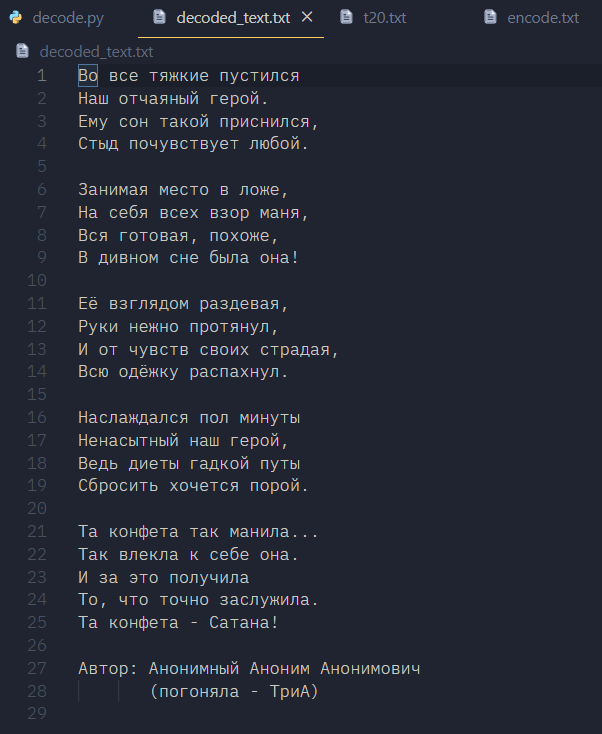 decode.py decoded_text.txt t20.txt encode.txt
decoded_text.txt
1 Во все тяжкие пустился
2 Наш отчаяный герой.
3 Ему сон такой приснился,
4 Стыд почувствует любой.
5
6 Занимая место в ложе,
7 На себя всех взор маня,
8 Вся готовая, похоже,
9 В дивном сне была она!
10
11 Её взглядом раздевая,
12 Руки нежно протянул,
13 И от чувств своих страдая,
14 Всю одёжку распахнул.
15
16 Наслаждался пол минуты
17 Ненасытный наш герой,
18 Ведь диеты гадкой путы
19 Сбросить хочется порой.
20
21 Та конфета так манила...
22 Так влекла к себе она.
23 И за это получила
24 То, что точно заслужила.
25 Та конфета - Сатана!
26
27 Автор: Анонимный Аноним Анонимович
28 (погоняла - ТриА)
29